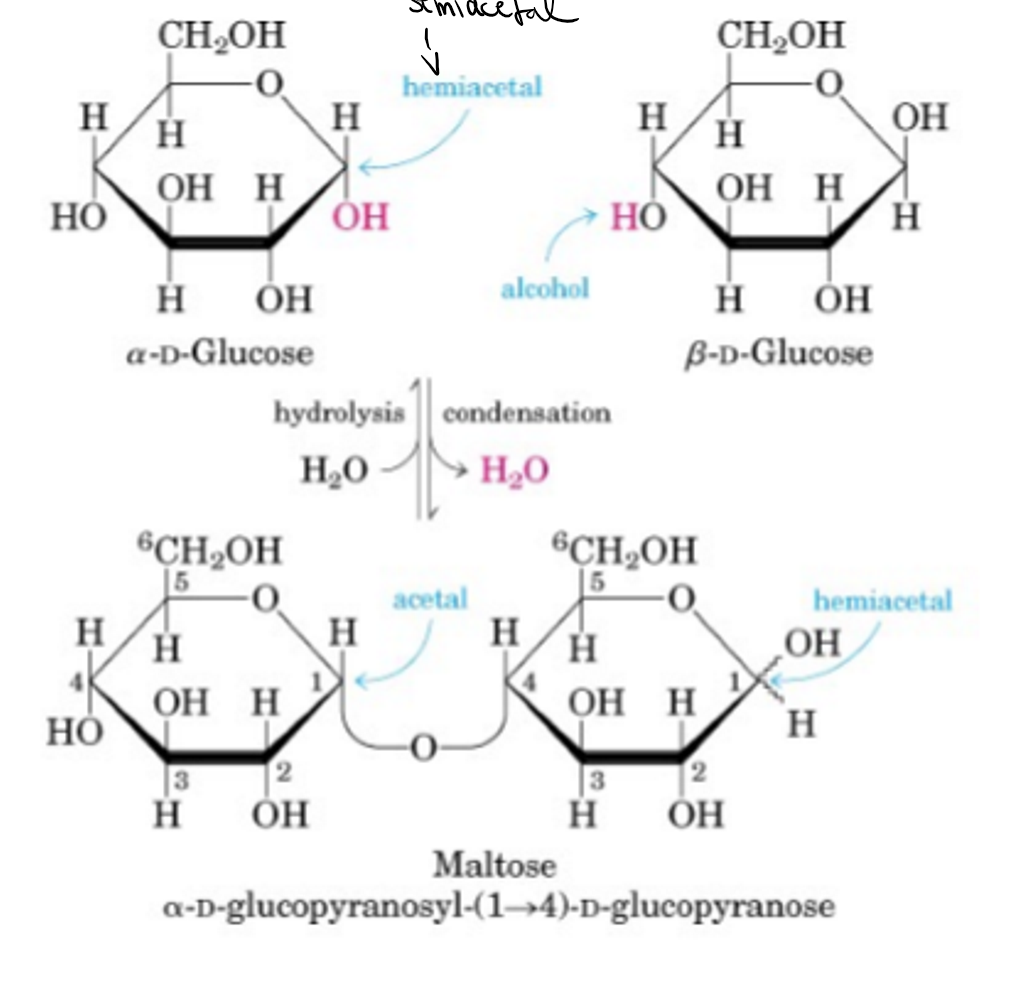 semiacetal
CH₂OH CH₂OH
O hemiacetal O
H H H H H OH
OH H OH H
HO OH HO H
alcohol
H OH H OH
α-D-Glucose β-D-Glucose
hydrolysis condensation
H₂O H₂O
⁶CH₂OH ⁶CH₂OH
5 O acetal 5 O hemiacetal
H H H H H OH
4 OH H 1 4 OH H 1
HO O H
3 2 3 2
H OH H OH
Maltose
α-D-glucopyranosyl-(1→4)-D-glucopyranose